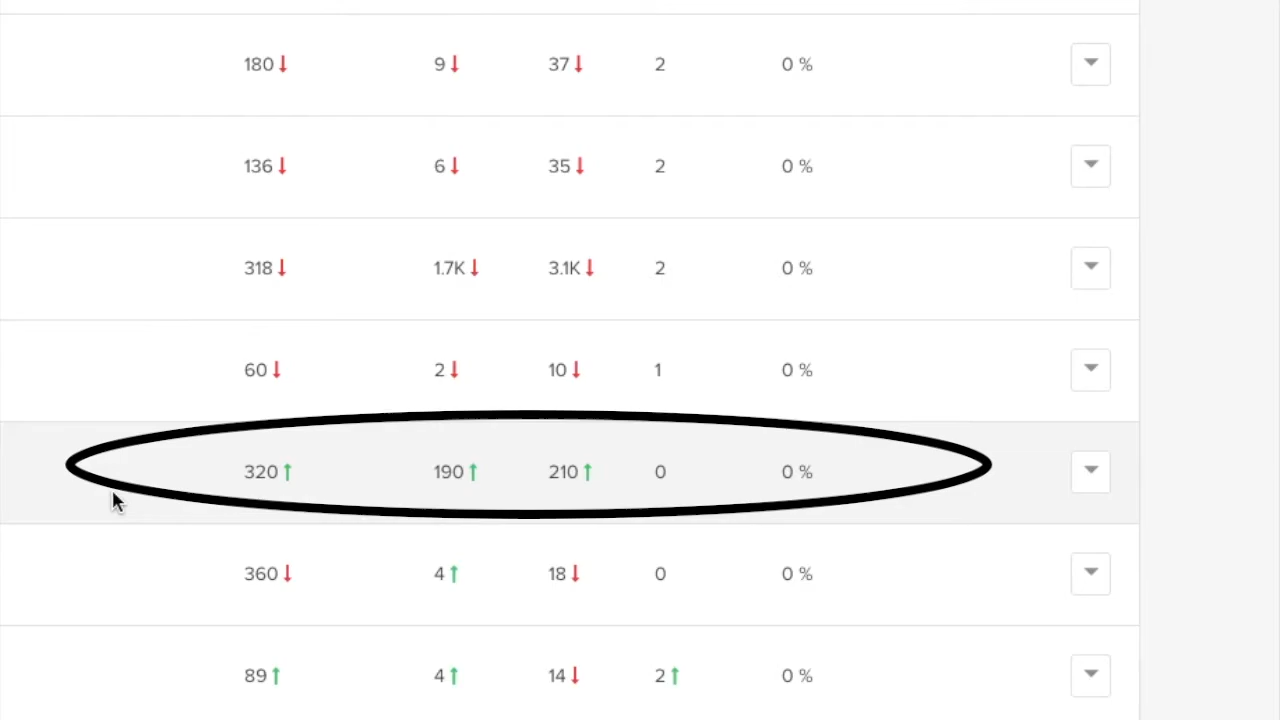 180 9 37 2 0 %
136 6 35 2 0 %
318 1.7K 3.1K 2 0 %
60 2 10 1 0 %
320 190 210 0 0 %
360 4 18 0 0 %
89 4 14 2 0 %